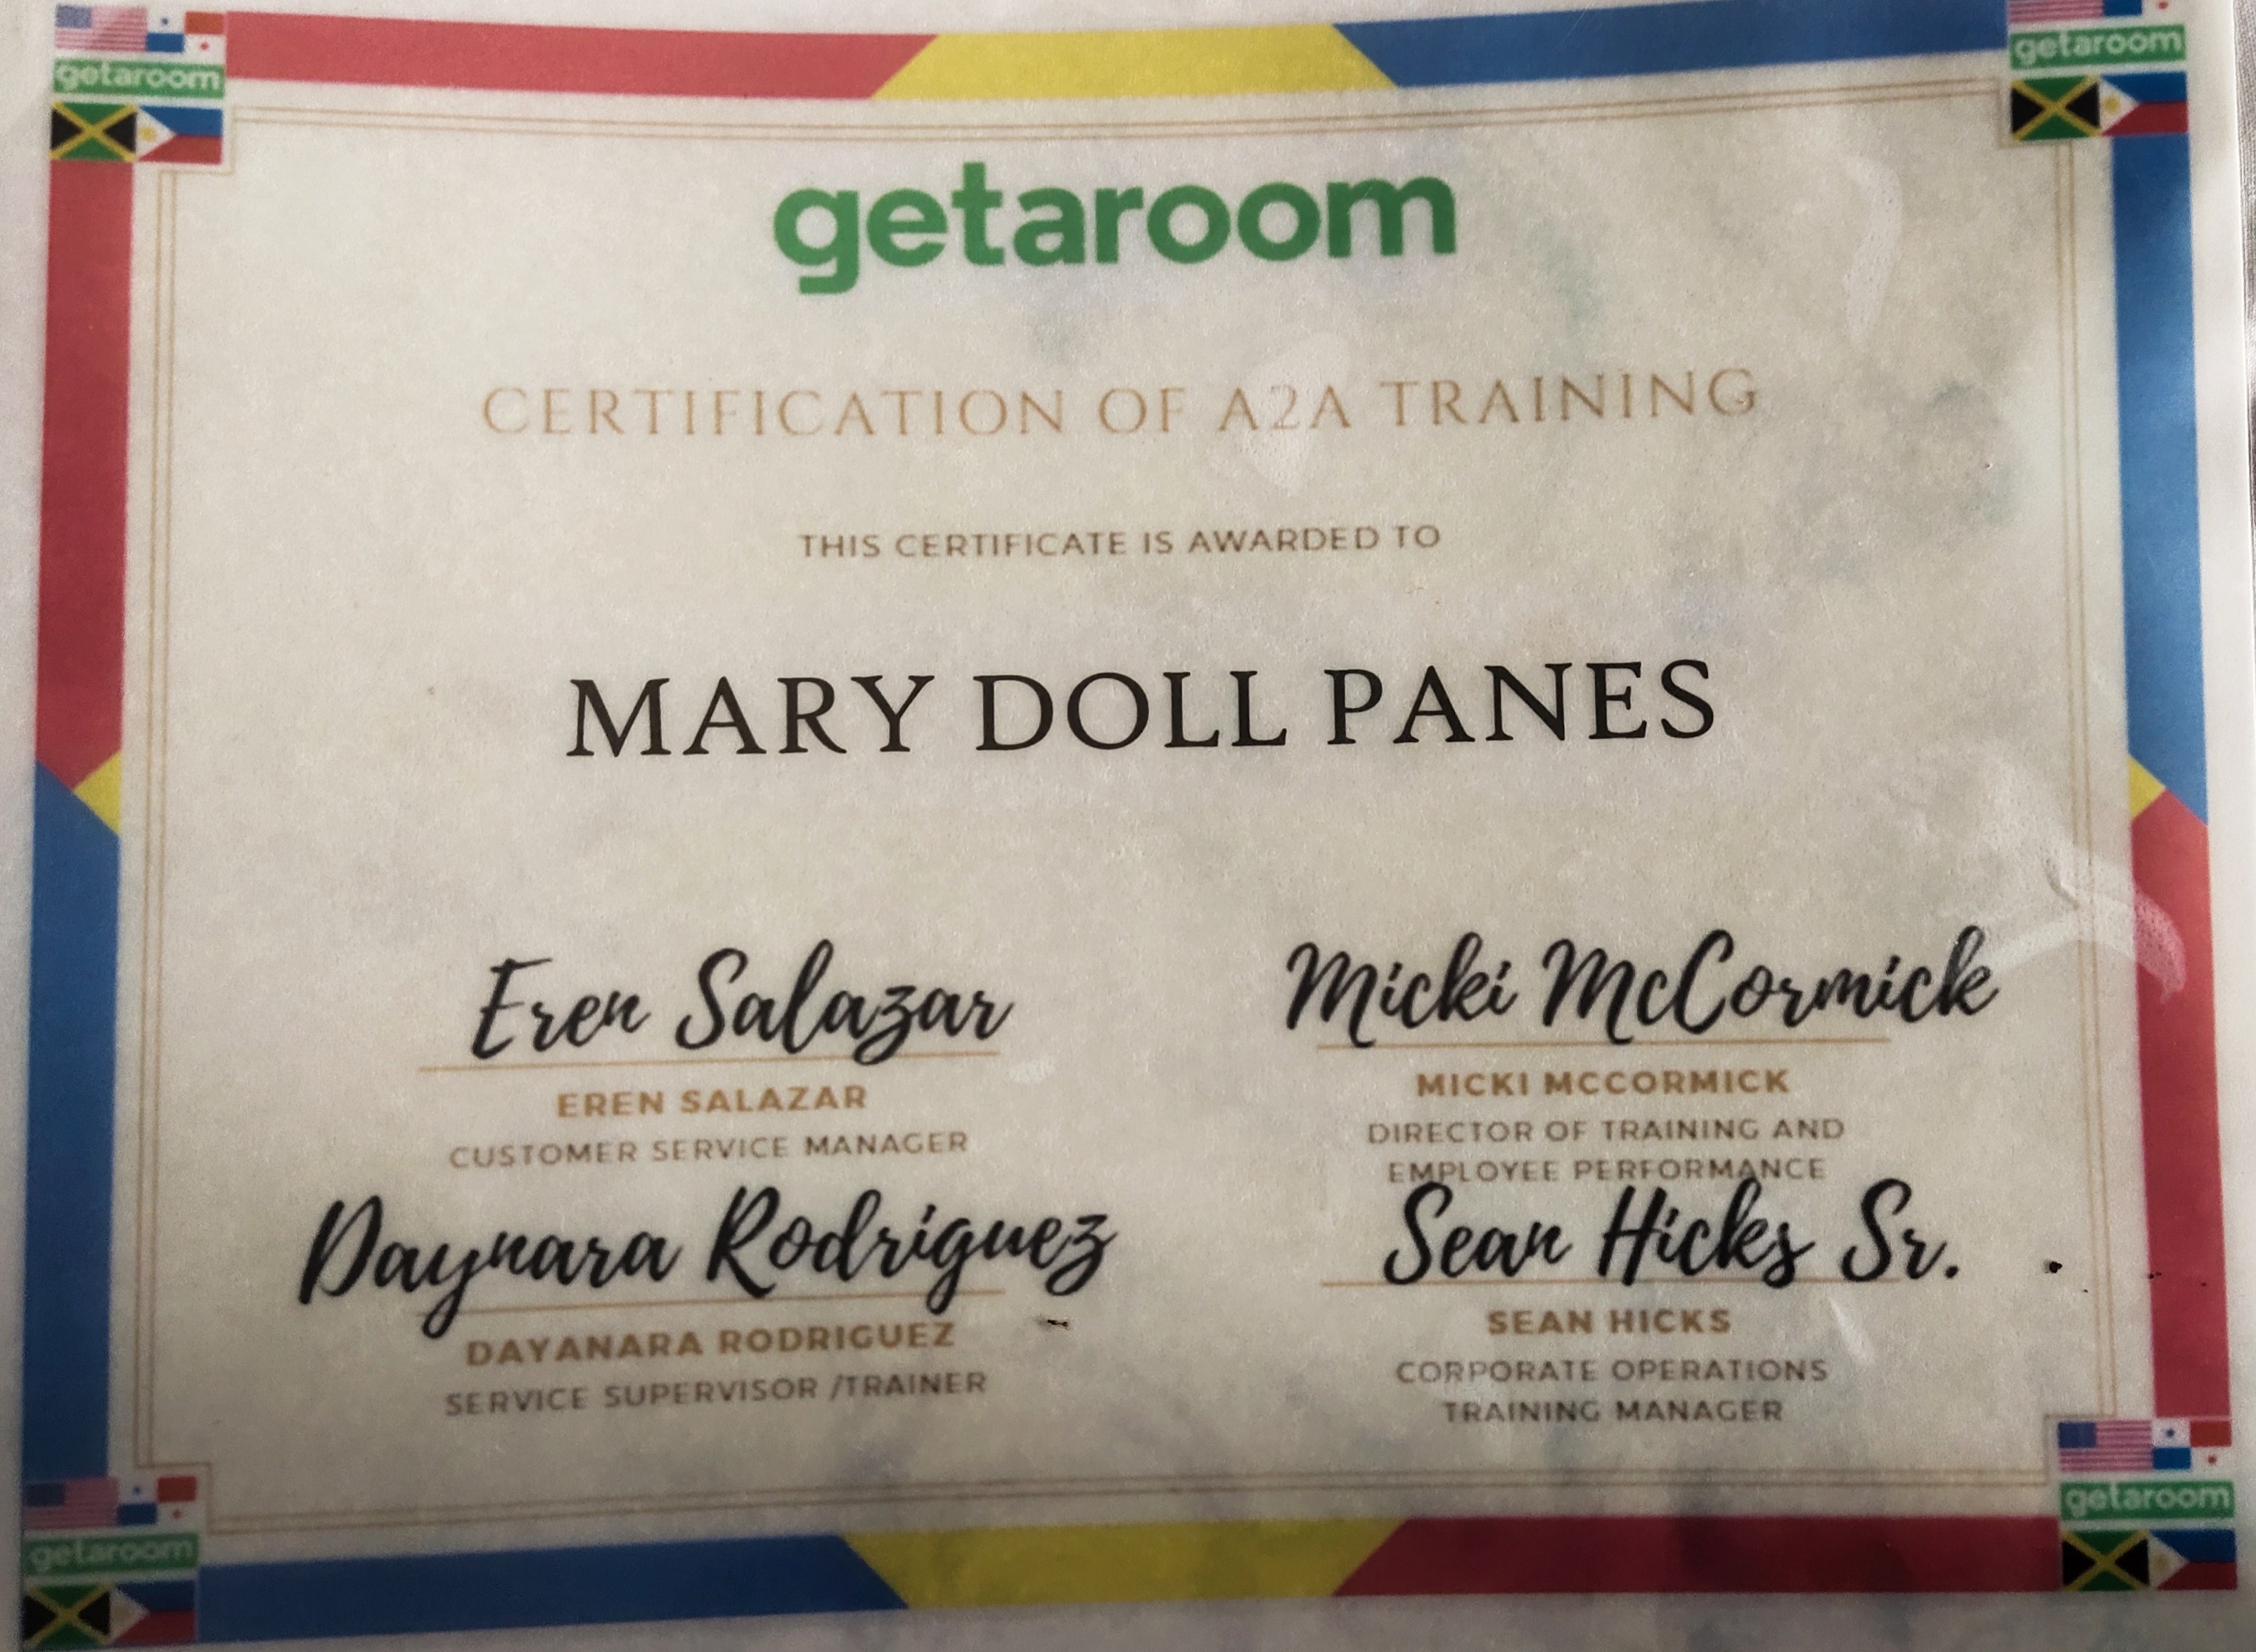 getaroom
getaroom
getaroom
CERTIFICATION OF A2A TRAINING
THIS CERTIFICATE IS AWARDED TO
MARY DOLL PANES
Eren Salazar
EREN SALAZAR
CUSTOMER SERVICE MANAGER
Micki McCormick
MICKI MCCORMICK
DIRECTOR OF TRAINING AND
EMPLOYEE PERFORMANCE
Daynara Rodriguez
DAYANARA RODRIGUEZ
SERVICE SUPERVISOR /TRAINER
Sean Hicks Sr.
SEAN HICKS
CORPORATE OPERATIONS
TRAINING MANAGER
getaroom
getaroom